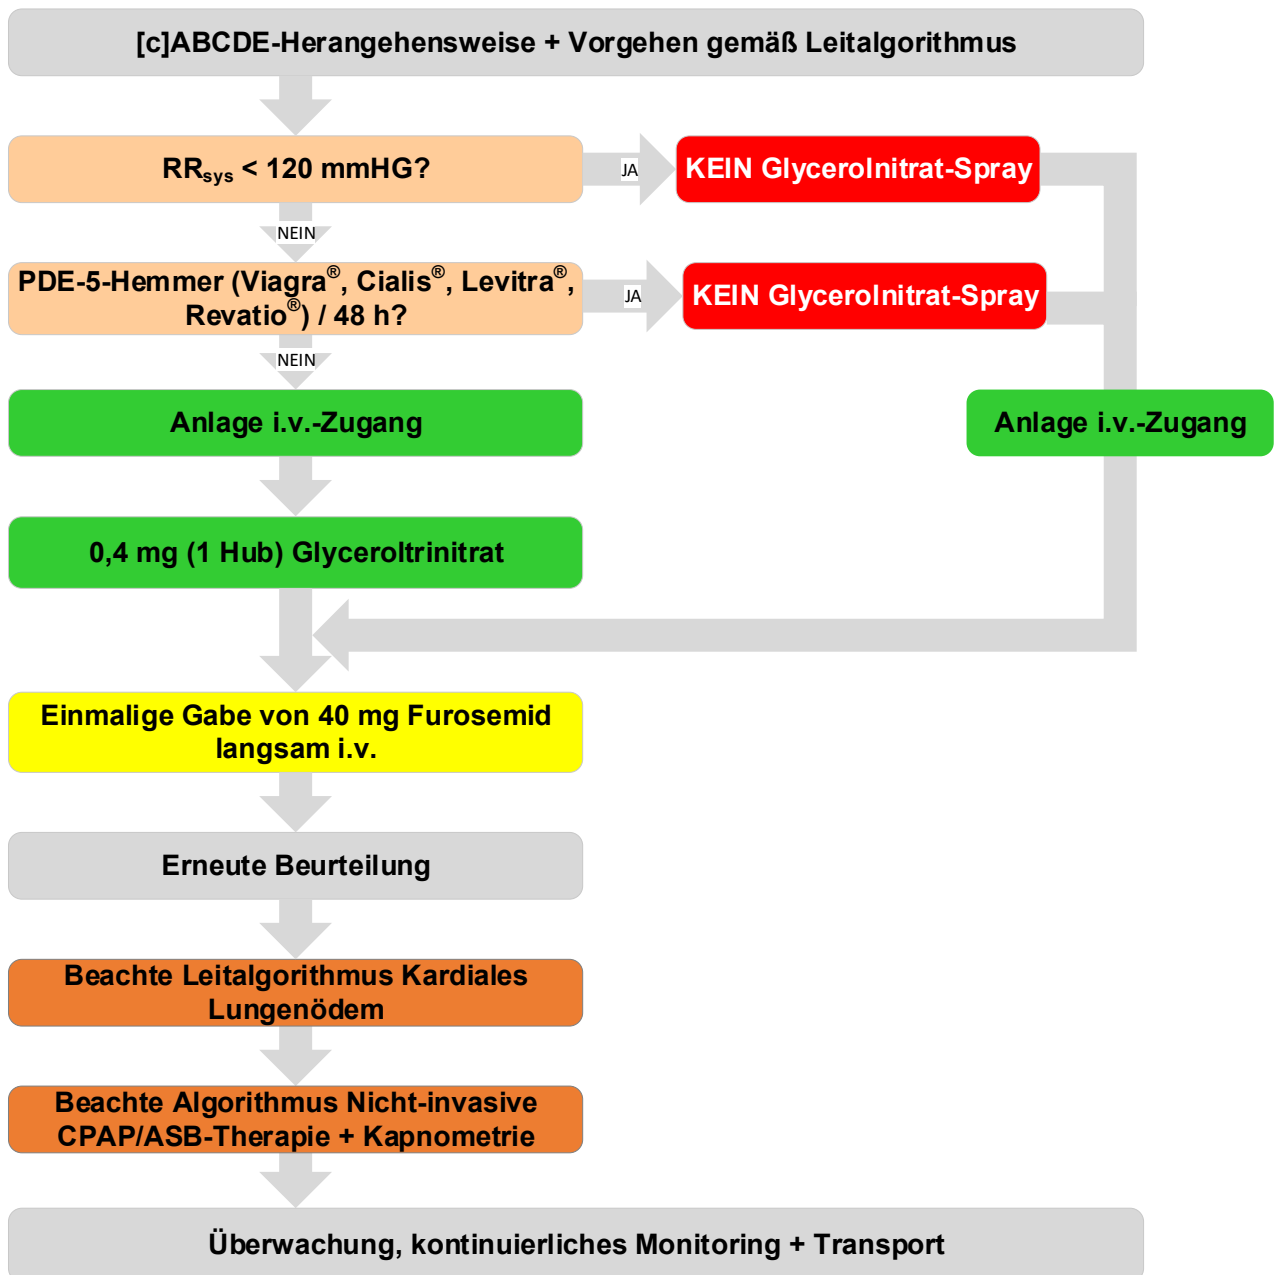 [c]ABCDE-Herangehensweise + Vorgehen gemäß Leitalgorithmus
RRsys < 120 mmHG?
JA
KEIN Glycerolnitrat-Spray
NEIN
PDE-5-Hemmer (Viagra®, Cialis®, Levitra®,
Revatio®) / 48 h?
JA
KEIN Glycerolnitrat-Spray
NEIN
Anlage i.v.-Zugang
Anlage i.v.-Zugang
0,4 mg (1 Hub) Glyceroltrinitrat
Einmalige Gabe von 40 mg Furosemid
langsam i.v.
Erneute Beurteilung
Beachte Leitalgorithmus Kardiales
Lungenödem
Beachte Algorithmus Nicht-invasive
CPAP/ASB-Therapie + Kapnometrie
Überwachung, kontinuierliches Monitoring + Transport